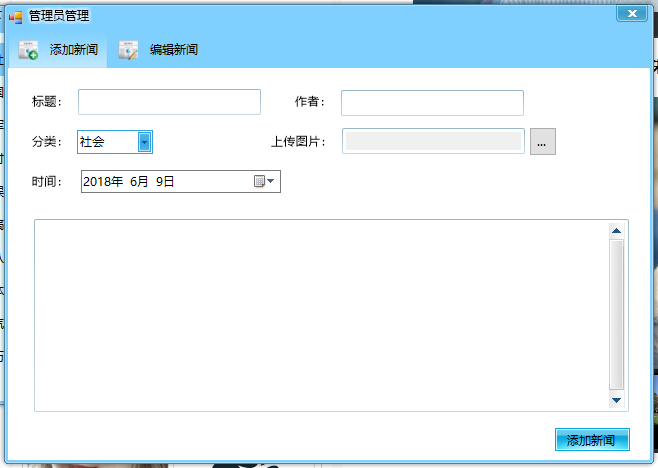 管理员管理
添加新闻 编辑新闻
标题： 作者：
分类： 社会 上传图片： ...
时间： 2018年 6月 9日
添加新闻